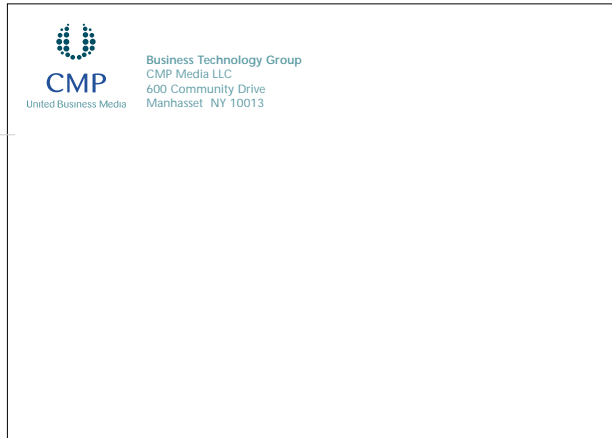 CMP
United Business Media
Business Technology Group
CMP Media LLC
600 Community Drive
Manhasset NY 10013